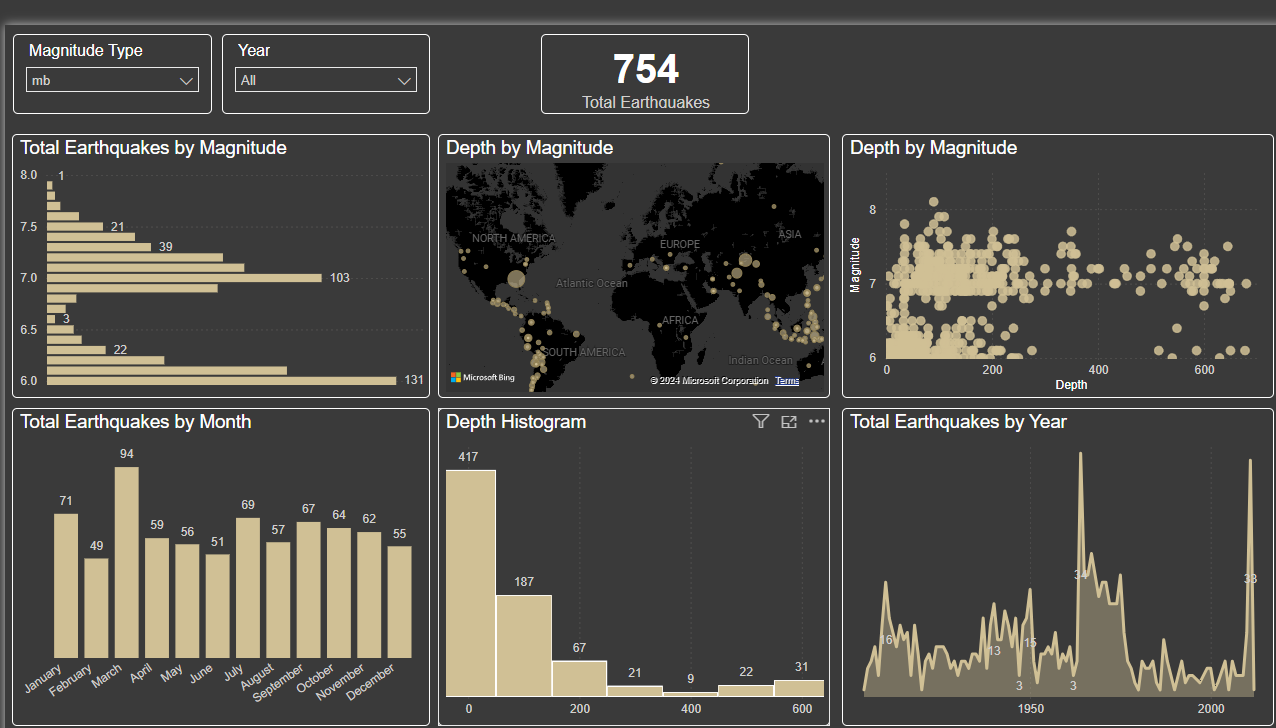 Magnitude Type
mb
Year
All
754
Total Earthquakes
Total Earthquakes by Magnitude
8.0
1
7.5
21
39
7.0
103
6.5
3
22
6.0
131
Depth by Magnitude
NORTH AMERICA
EUROPE
ASIA
Atlantic Ocean
AFRICA
SOUTH AMERICA
Indian Ocean
Microsoft Bing
© 2024 Microsoft Corporation Terms
Depth by Magnitude
Magnitude
8
7
6
0 200 400 600
Depth
Total Earthquakes by Month
71
49
94
59
56
51
69
57
67
64
62
55
January
February
March
April
May
June
July
August
September
October
November
December
Depth Histogram
417
187
67
21
9
22
31
0 200 400 600
Total Earthquakes by Year
16
13
3
15
3
34
33
1950 2000